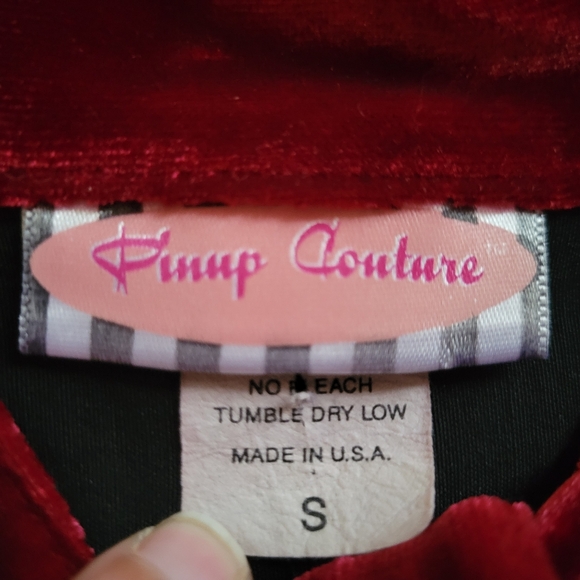 Pinup Couture
NO BLEACH
TUMBLE DRY LOW
MADE IN U.S.A.
S